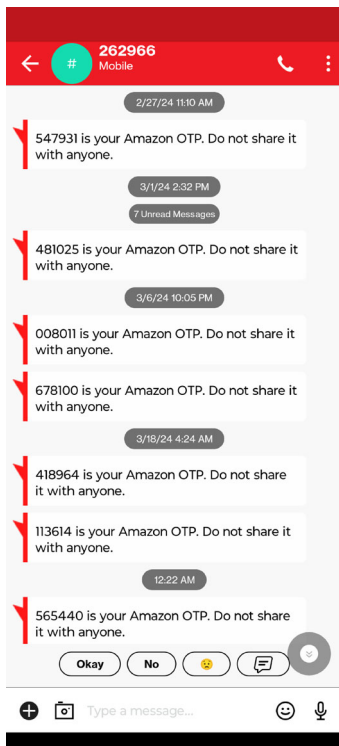 262966
#
Mobile
2/27/24 11:10 AM
547931 is your Amazon OTP. Do not share it
with anyone.
3/1/24 2:32 PM
7 Unread Messages
481025 is your Amazon OTP. Do not share it
with anyone.
3/6/24 10:05 PM
008011 is your Amazon OTP. Do not share it
with anyone.
678100 is your Amazon OTP. Do not share it
with anyone.
3/18/24 4:24 AM
418964 is your Amazon OTP. Do not share
it with anyone.
113614 is your Amazon OTP. Do not share it
with anyone.
12:22 AM
565440 is your Amazon OTP. Do not share
it with anyone.
Okay No
Type a message...